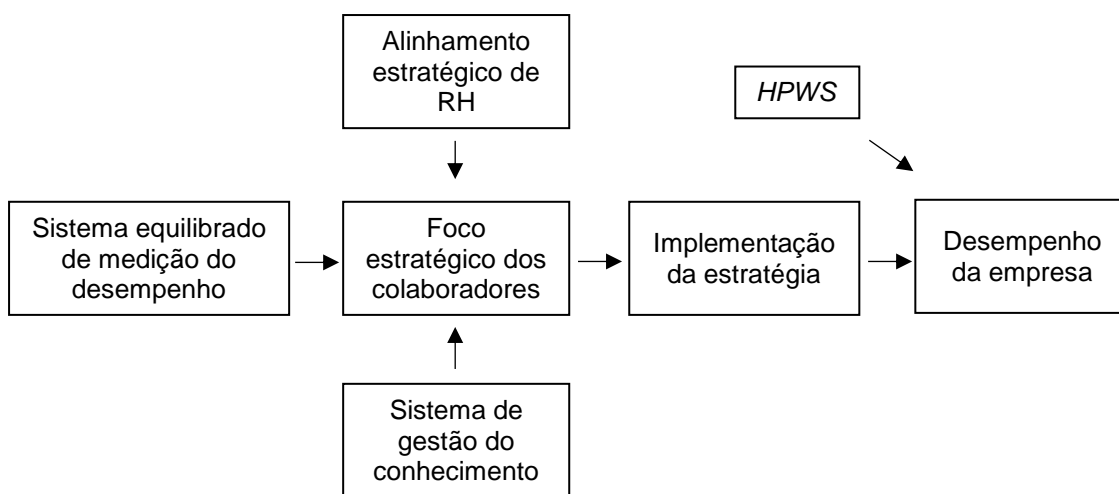 Alinhamento
estratégico de
RH
HPWS
Sistema equilibrado
de medição do
desempenho
Foco
estratégico dos
colaboradores
Implementação
da estratégia
Desempenho
da empresa
Sistema de
gestão do
conhecimento